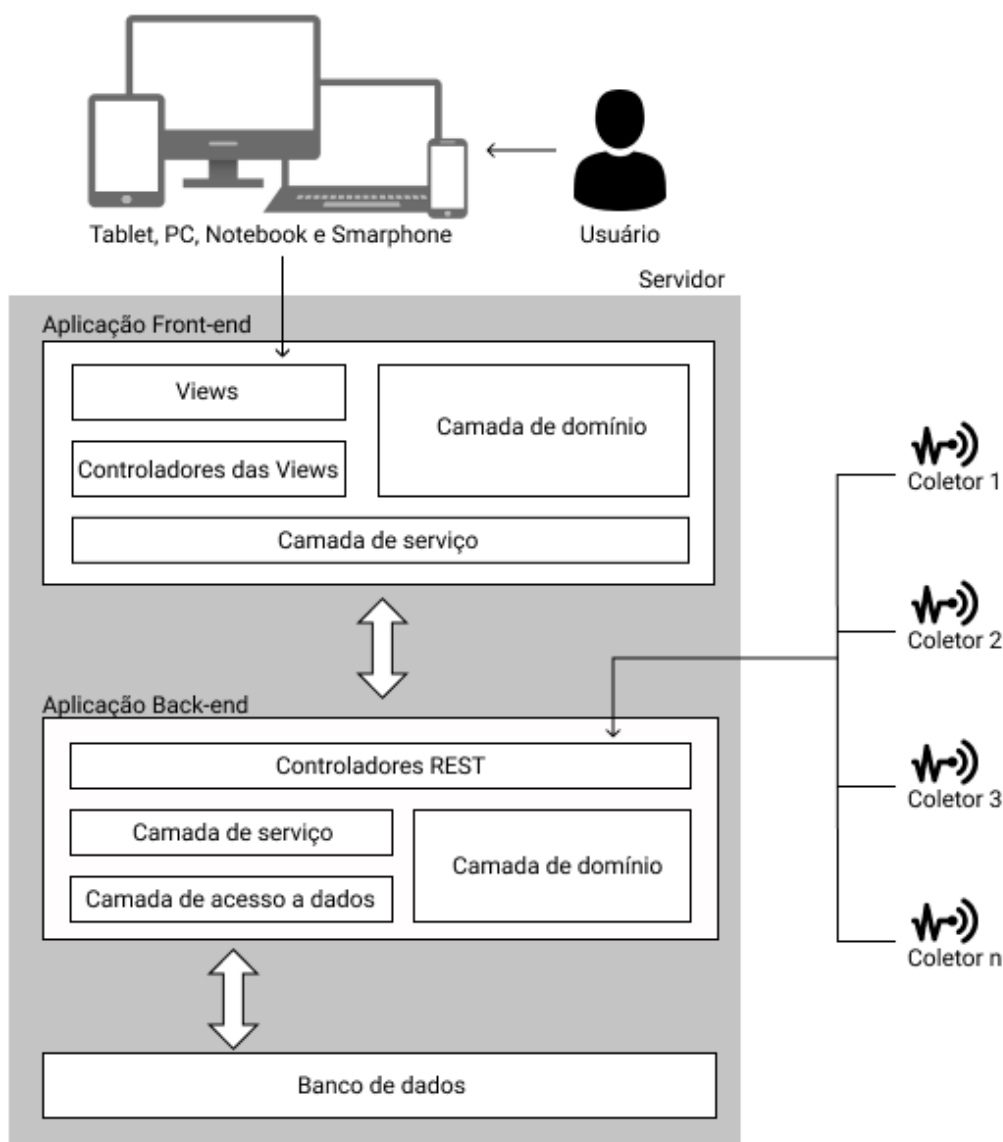 Tablet, PC, Notebook e Smarphone
Usuário
Servidor
Aplicação Front-end
Views
Controladores das Views
Camada de domínio
Camada de serviço
Aplicação Back-end
Controladores REST
Camada de serviço
Camada de acesso a dados
Camada de domínio
Banco de dados
Coletor 1
Coletor 2
Coletor 3
Coletor n